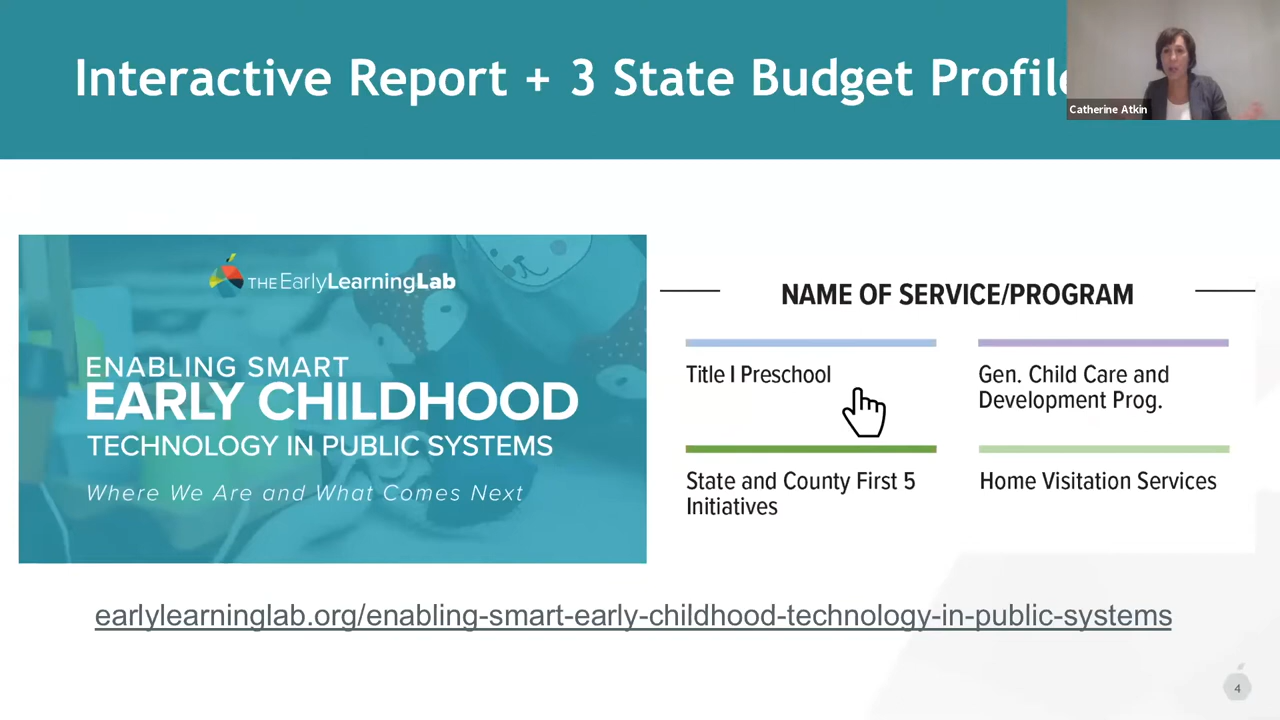 Interactive Report + 3 State Budget Profile
Catherine Atkin
THE EarlyLearningLab
ENABLING SMART
EARLY CHILDHOOD
TECHNOLOGY IN PUBLIC SYSTEMS
Where We Are and What Comes Next
NAME OF SERVICE/PROGRAM
Title I Preschool
Gen. Child Care and
Development Prog.
State and County First 5
Initiatives
Home Visitation Services
earlylearninglab.org/enabling-smart-early-childhood-technology-in-public-systems
4